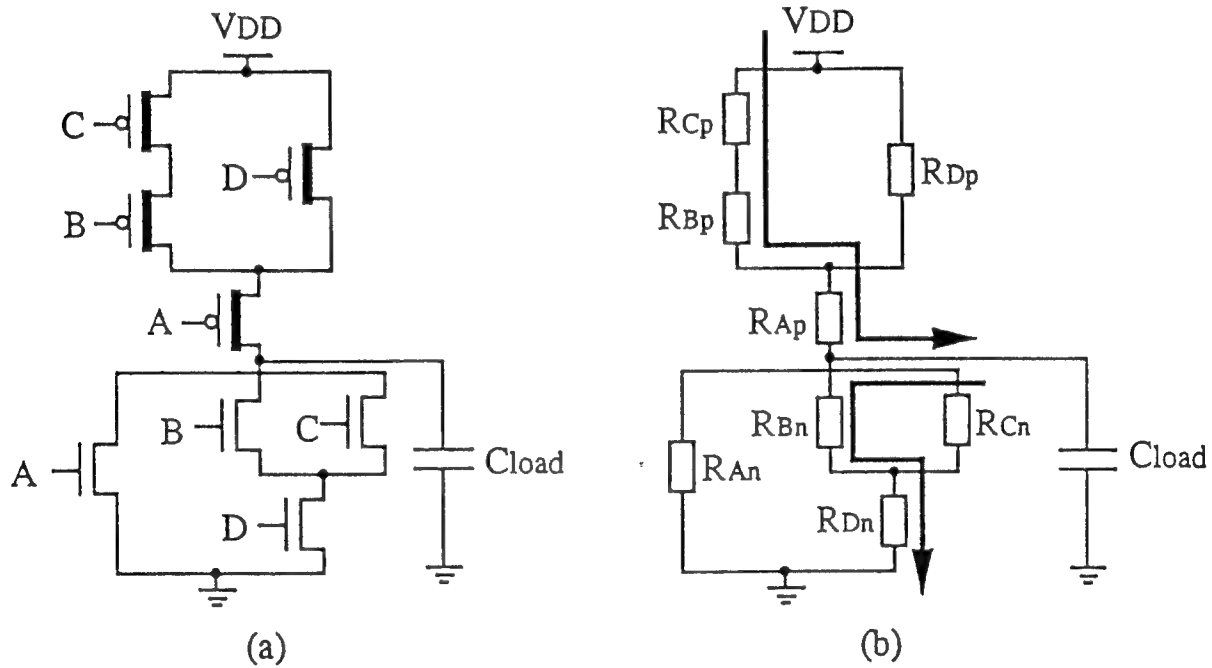 VDD
C
D
B
A
B
C
A
D
Cload
(a)
VDD
RCp
RDp
RBp
RAp
RBn
RCn
RAn
RDn
Cload
(b)